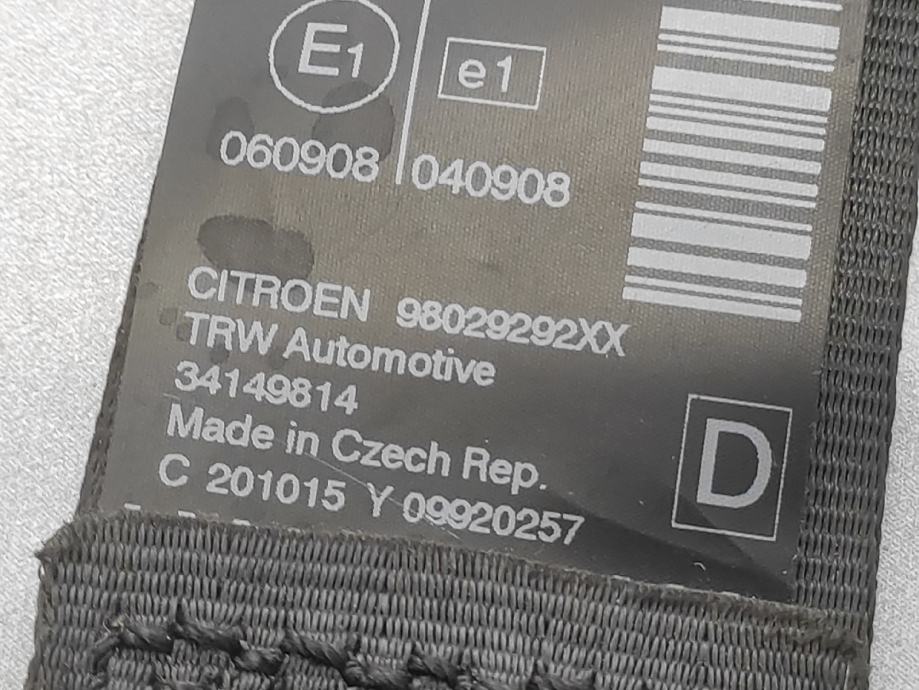 E1 e1
060908 040908
CITROEN 98029292XX
TRW Automotive
34149814
Made in Czech Rep.
C 201015 Y 09920257
D